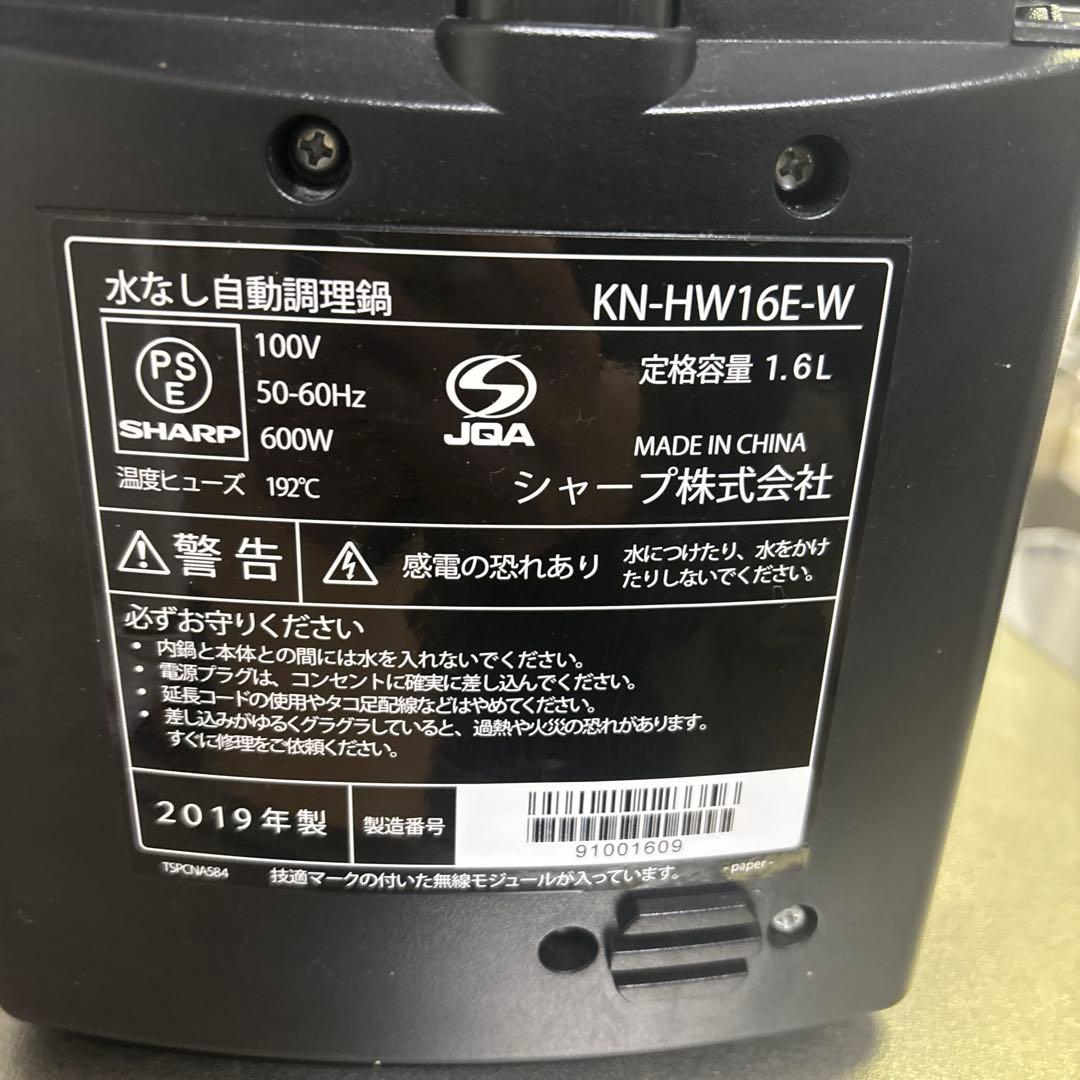 水なし自動調理鍋 KN-HW16E-W
PSE
SHARP
100V
50-60Hz
600W
JQA
定格容量 1.6L
MADE IN CHINA
温度ヒューズ 192℃
シャープ株式会社
警告
感電の恐れあり
水につけたり、水をかけ
たりしないでください。
必ずお守りください
• 内鍋と本体との間には水を入れないでください。
• 電源プラグは、コンセントに確実に差し込んでください。
• 延長コードの使用やタコ足配線などはやめてください。
• 差し込みがゆるくグラグラしていると、過熱や火災の恐れがあります。
すぐに修理をご依頼ください。
2019年製
製造番号
91001609
TSPCNA584
技適マークの付いた無線モジュールが入っています。
-paper-